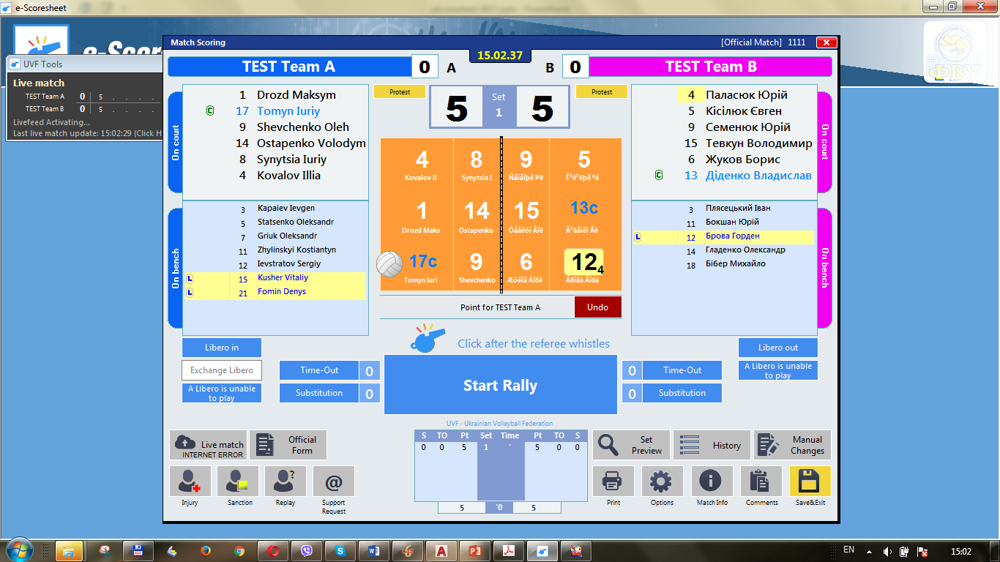 e-Scoresheet
e-Scor
ФВУ
UVF Tools
Live match
TEST Team A 0 5 . . . .
TEST Team B 0 5 . . . .
Livefeed Activating...
Last live match update: 15:02:29 (Click H
Match Scoring
[Official Match] 1111
15.02.37
TEST Team A 0 A
B 0 TEST Team B
On court
1 Drozd Maksym
C 17 Tomyn Iuriy
9 Shevchenko Oleh
14 Ostapenko Volodym
8 Synytsia Iuriy
4 Kovalov Illia
On bench
3 Kapaiev Ievgen
5 Statsenko Oleksandr
7 Griuk Oleksandr
11 Zhylinskyi Kostiantyn
12 Ievstratov Sergiy
L 15 Kusher Vitaliy
L 21 Fomin Denys
Protest
5 Set 1 5
Protest
4 8 9 5
Kovalov Il Synytsia I
1 14 15 13c
Drozd Maks Ostapenko
17c 9 6 12 4
Tomyn Iuri Shevchenko
Point for TEST Team A
Undo
On court
4 Паласюк Юрій
5 Кісілюк Євген
9 Семенюк Юрій
15 Тевкун Володимир
6 Жуков Борис
C 13 Діденко Владислав
On bench
3 Плясецький Іван
11 Бокшан Юрій
L 12 Брова Горден
14 Гладенко Олександр
18 Бібер Михайло
Click after the referee whistles
Start Rally
Libero in
Exchange Libero
A Libero is unable
to play
Time-Out 0
Substitution 0
0 Time-Out
0 Substitution
Libero out
A Libero is unable
to play
UVF - Ukrainian Volleyball Federation
S TO Pt Set Time Pt TO S
0 0 5 1 ' 5 0 0
5 '0 5
Live match
INTERNET ERROR
Official
Form
Set
Preview
History
Manual
Changes
Injury
Sanction
?
Replay
@
Support
Request
Print
Options
Match Info
Comments
Save&Exit
EN
15:02